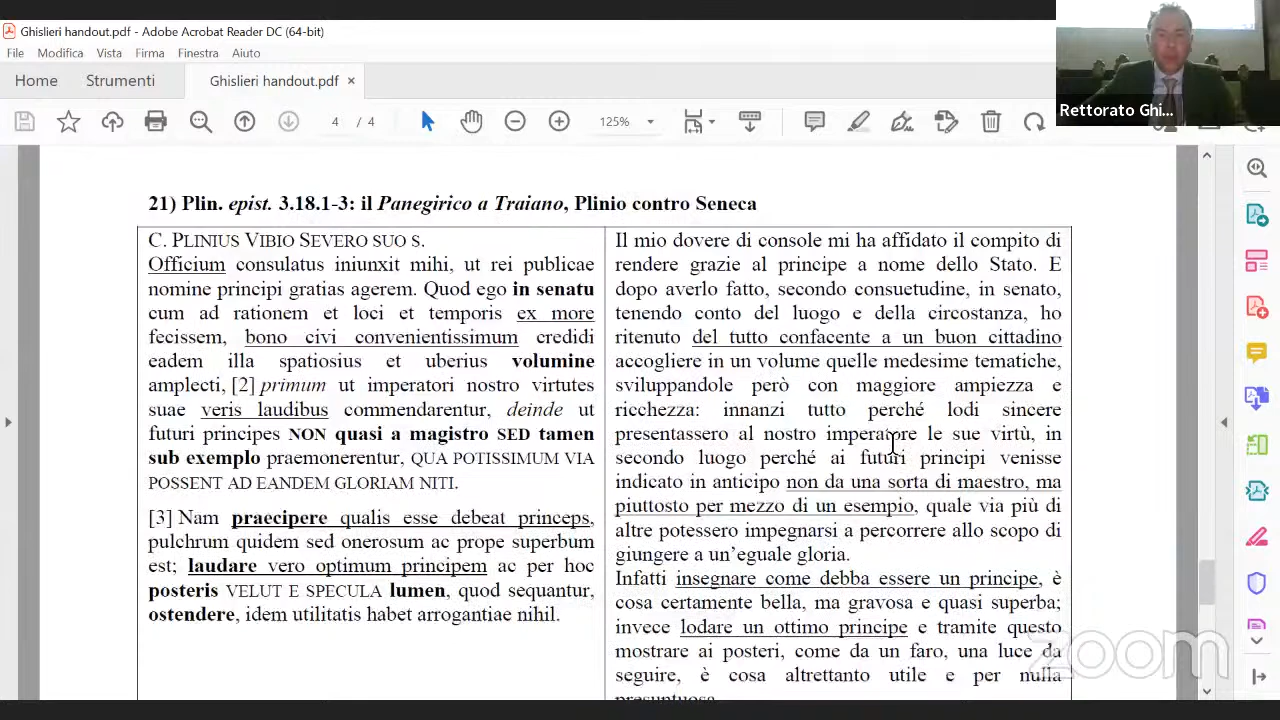 Ghislieri handout.pdf - Adobe Acrobat Reader DC (64-bit)
File Modifica Vista Firma Finestra Aiuto
Home Strumenti Ghislieri handout.pdf ×
4 / 4 125%
Rettorato Ghi...
21) Plin. epist. 3.18.1-3: il Panegirico a Traiano, Plinio contro Seneca
C. PLINIUS VIBIO SEVERO SUO S.
Officium consulatus iniunxit mihi, ut rei publicae
nomine principi gratias agerem. Quod ego in senatu
cum ad rationem et loci et temporis ex more
fecissem, bono civi convenientissimum credidi
eadem illa spatiosius et uberius volumine
amplecti, [2] primum ut imperatori nostro virtutes
suae veris laudibus commendarentur, deinde ut
futuri principes NON quasi a magistro SED tamen
sub exemplo praemonerentur, QUA POTISSIMUM VIA
POSSENT AD EANDEM GLORIAM NITI.
[3] Nam praecipere qualis esse debeat princeps,
pulchrum quidem sed onerosum ac prope superbum
est; laudare vero optimum principem ac per hoc
posteris VELUT E SPECULA lumen, quod sequantur,
ostendere, idem utilitatis habet arrogantiae nihil.
Il mio dovere di console mi ha affidato il compito di
rendere grazie al principe a nome dello Stato. E
dopo averlo fatto, secondo consuetudine, in senato,
tenendo conto del luogo e della circostanza, ho
ritenuto del tutto confacente a un buon cittadino
accogliere in un volume quelle medesime tematiche,
sviluppandole però con maggiore ampiezza e
ricchezza: innanzi tutto perché lodi sincere
presentassero al nostro imperatore le sue virtù, in
secondo luogo perché ai futuri principi venisse
indicato in anticipo non da una sorta di maestro, ma
piuttosto per mezzo di un esempio, quale via più di
altre potessero impegnarsi a percorrere allo scopo di
giungere a un'eguale gloria.
Infatti insegnare come debba essere un principe, è
cosa certamente bella, ma gravosa e quasi superba;
invece lodare un ottimo principe e tramite questo
mostrare ai posteri, come da un faro, una luce da
seguire, è cosa altrettanto utile e per nulla
presuntuosa.
zoom